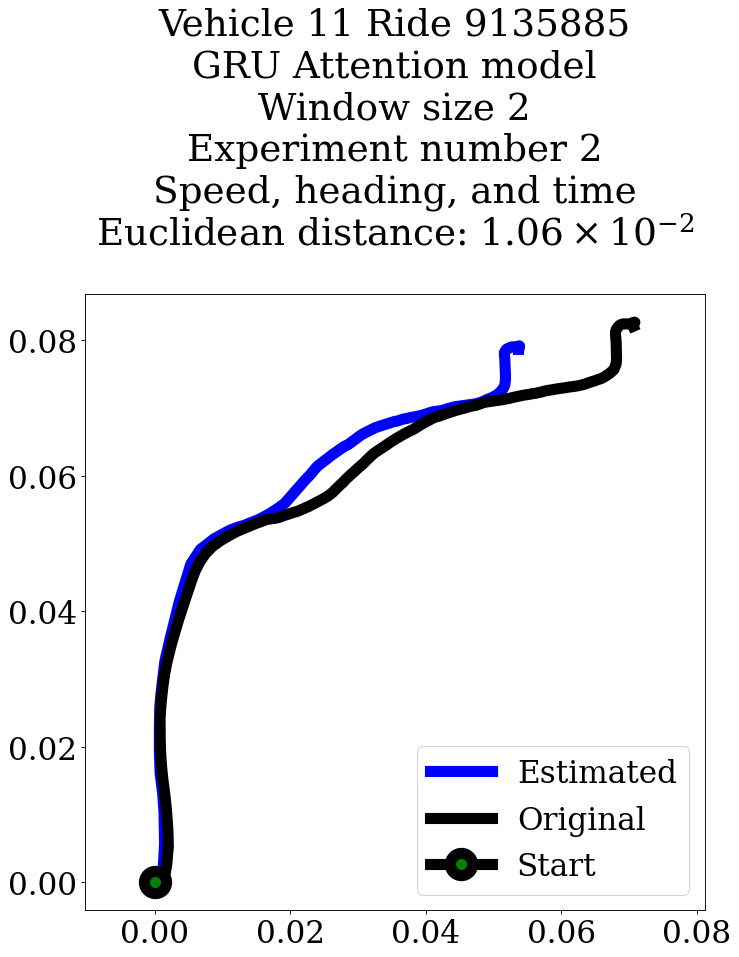 Vehicle 11 Ride 9135885
GRU Attention model
Window size 2
Experiment number 2
Speed, heading, and time
Euclidean distance: 1.06 × 10⁻²
0.08
0.06
0.04
0.02
0.00
Estimated
Original
Start
0.00 0.02 0.04 0.06 0.08